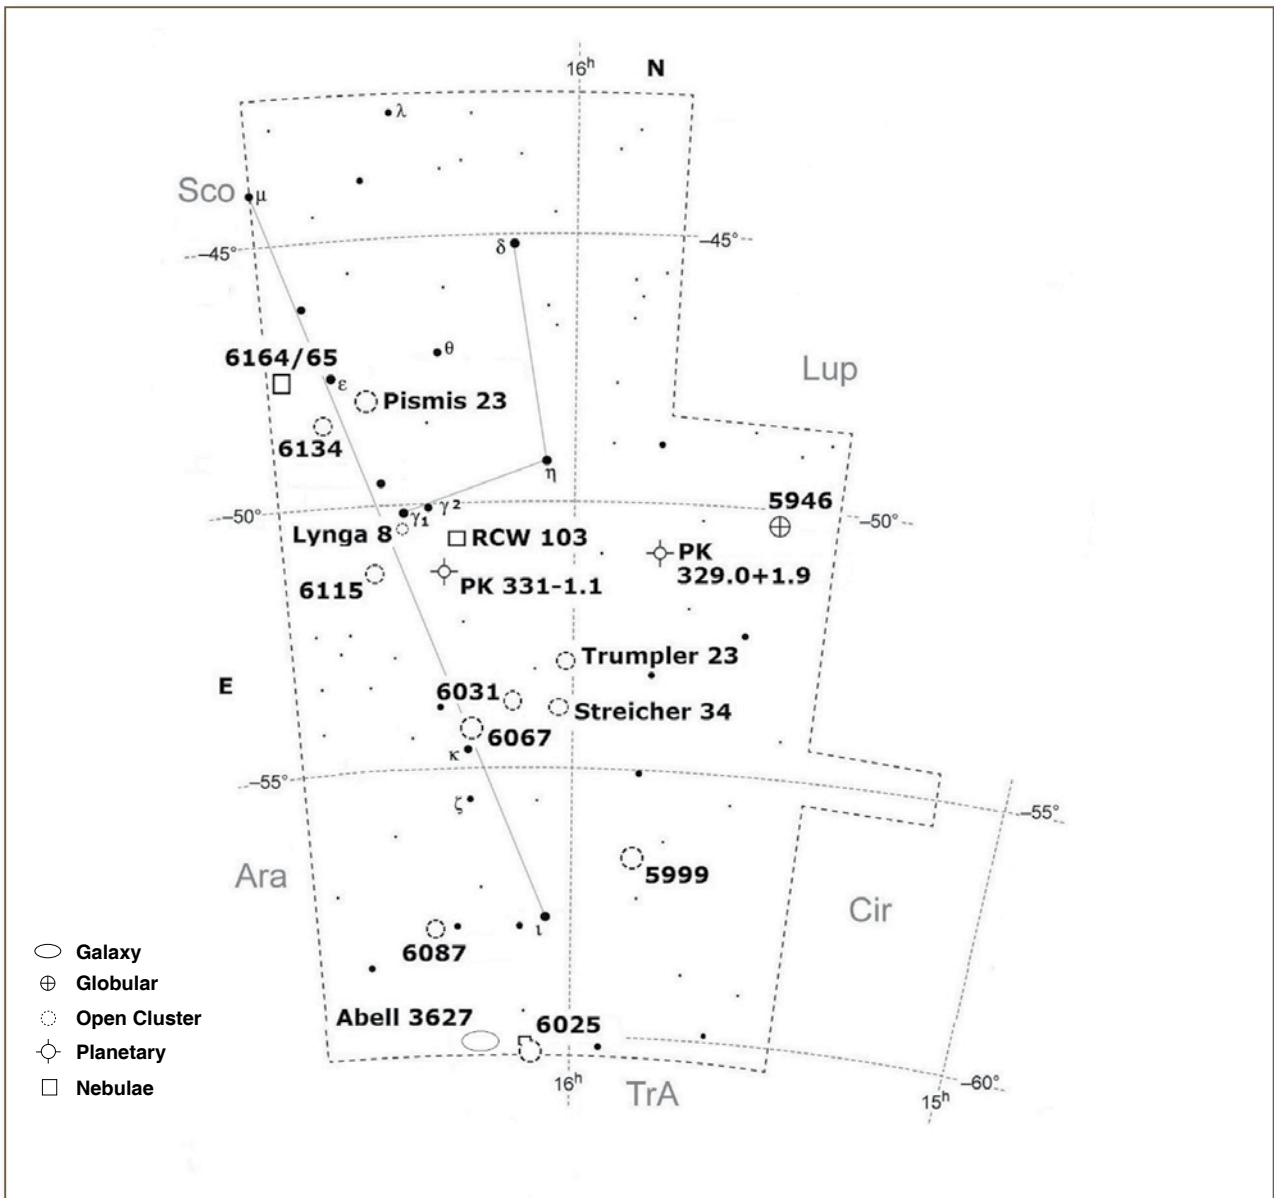 16h N
λ
Sco μ
–45° δ –45°
6164/65 θ
ε Lup
Pismis 23
6134
η
5946
–50° γ1 γ2 –50°
Lynga 8 RCW 103 PK
329.0+1.9
6115 PK 331-1.1
Trumpler 23
E 6031
Streicher 34
6067
κ
–55° ζ –55°
Ara 5999
Cir
ι
6087
Galaxy
Globular
Open Cluster
Planetary
Nebulae
Abell 3627 6025
16h TrA 15h –60°